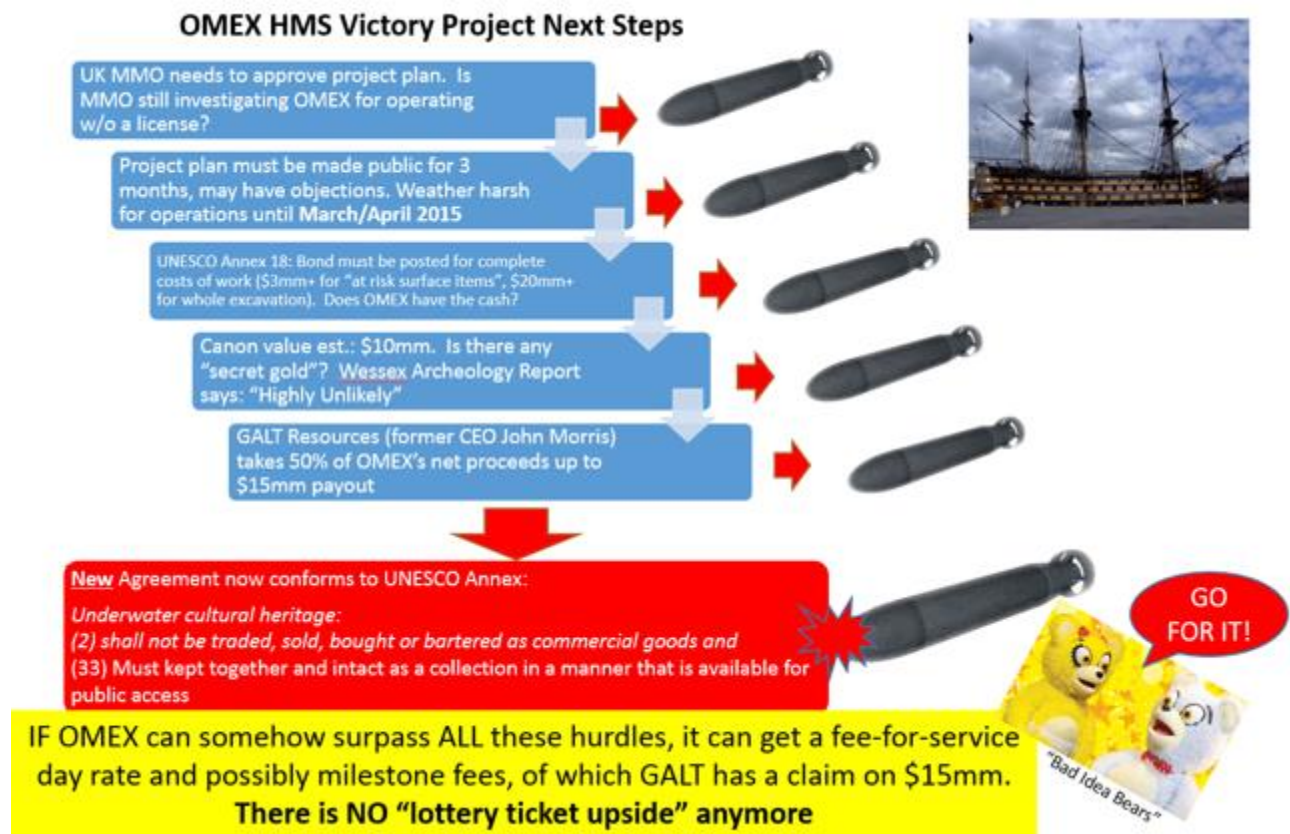 OMEX HMS Victory Project Next Steps
UK MMO needs to approve project plan.  Is
MMO still investigating OMEX for operating
w/o a license?
Project plan must be made public for 3
months, may have objections. Weather harsh
for operations until March/April 2015
UNESCO Annex 18: Bond must be posted for complete
costs of work ($3mm+ for “at risk surface items”, $20mm+
for whole excavation).  Does OMEX have the cash?
Canon value est.: $10mm.  Is there any
“secret gold”?  Wessex Archeology Report
says: “Highly Unlikely”
GALT Resources (former CEO John Morris)
takes 50% of OMEX’s net proceeds up to
$15mm payout
New Agreement now conforms to UNESCO Annex:
Underwater cultural heritage:
(2) shall not be traded, sold, bought or bartered as commercial goods and
(33) Must kept together and intact as a collection in a manner that is available for
public access
GO
FOR IT!
“Bad Idea Bears”
IF OMEX can somehow surpass ALL these hurdles, it can get a fee-for-service
day rate and possibly milestone fees, of which GALT has a claim on $15mm.
There is NO “lottery ticket upside” anymore